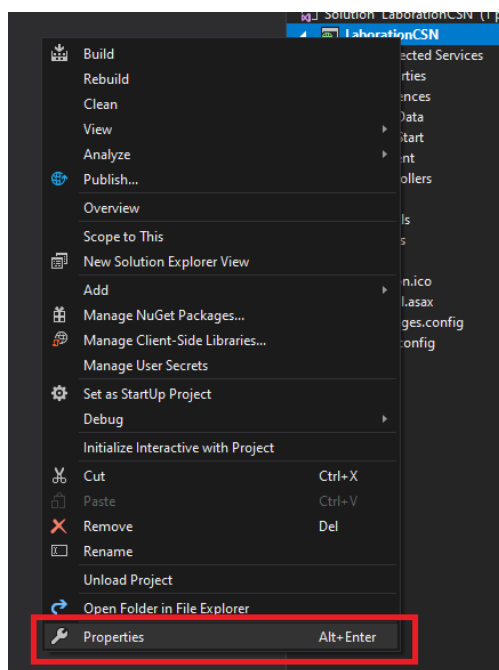 Solution 'LaborationCSN' (1 p
LaborationCSN
Build
ected Services
Rebuild
rties
Clean
ences
View
Data
Start
Analyze
ent
Publish...
ollers
Overview
ls
Scope to This
s
New Solution Explorer View
Add
n.ico
l.asax
Manage NuGet Packages...
ges.config
Manage Client-Side Libraries...
config
Manage User Secrets
Set as StartUp Project
Debug
Initialize Interactive with Project
Cut Ctrl+X
Paste Ctrl+V
Remove Del
Rename
Unload Project
Open Folder in File Explorer
Properties Alt+Enter